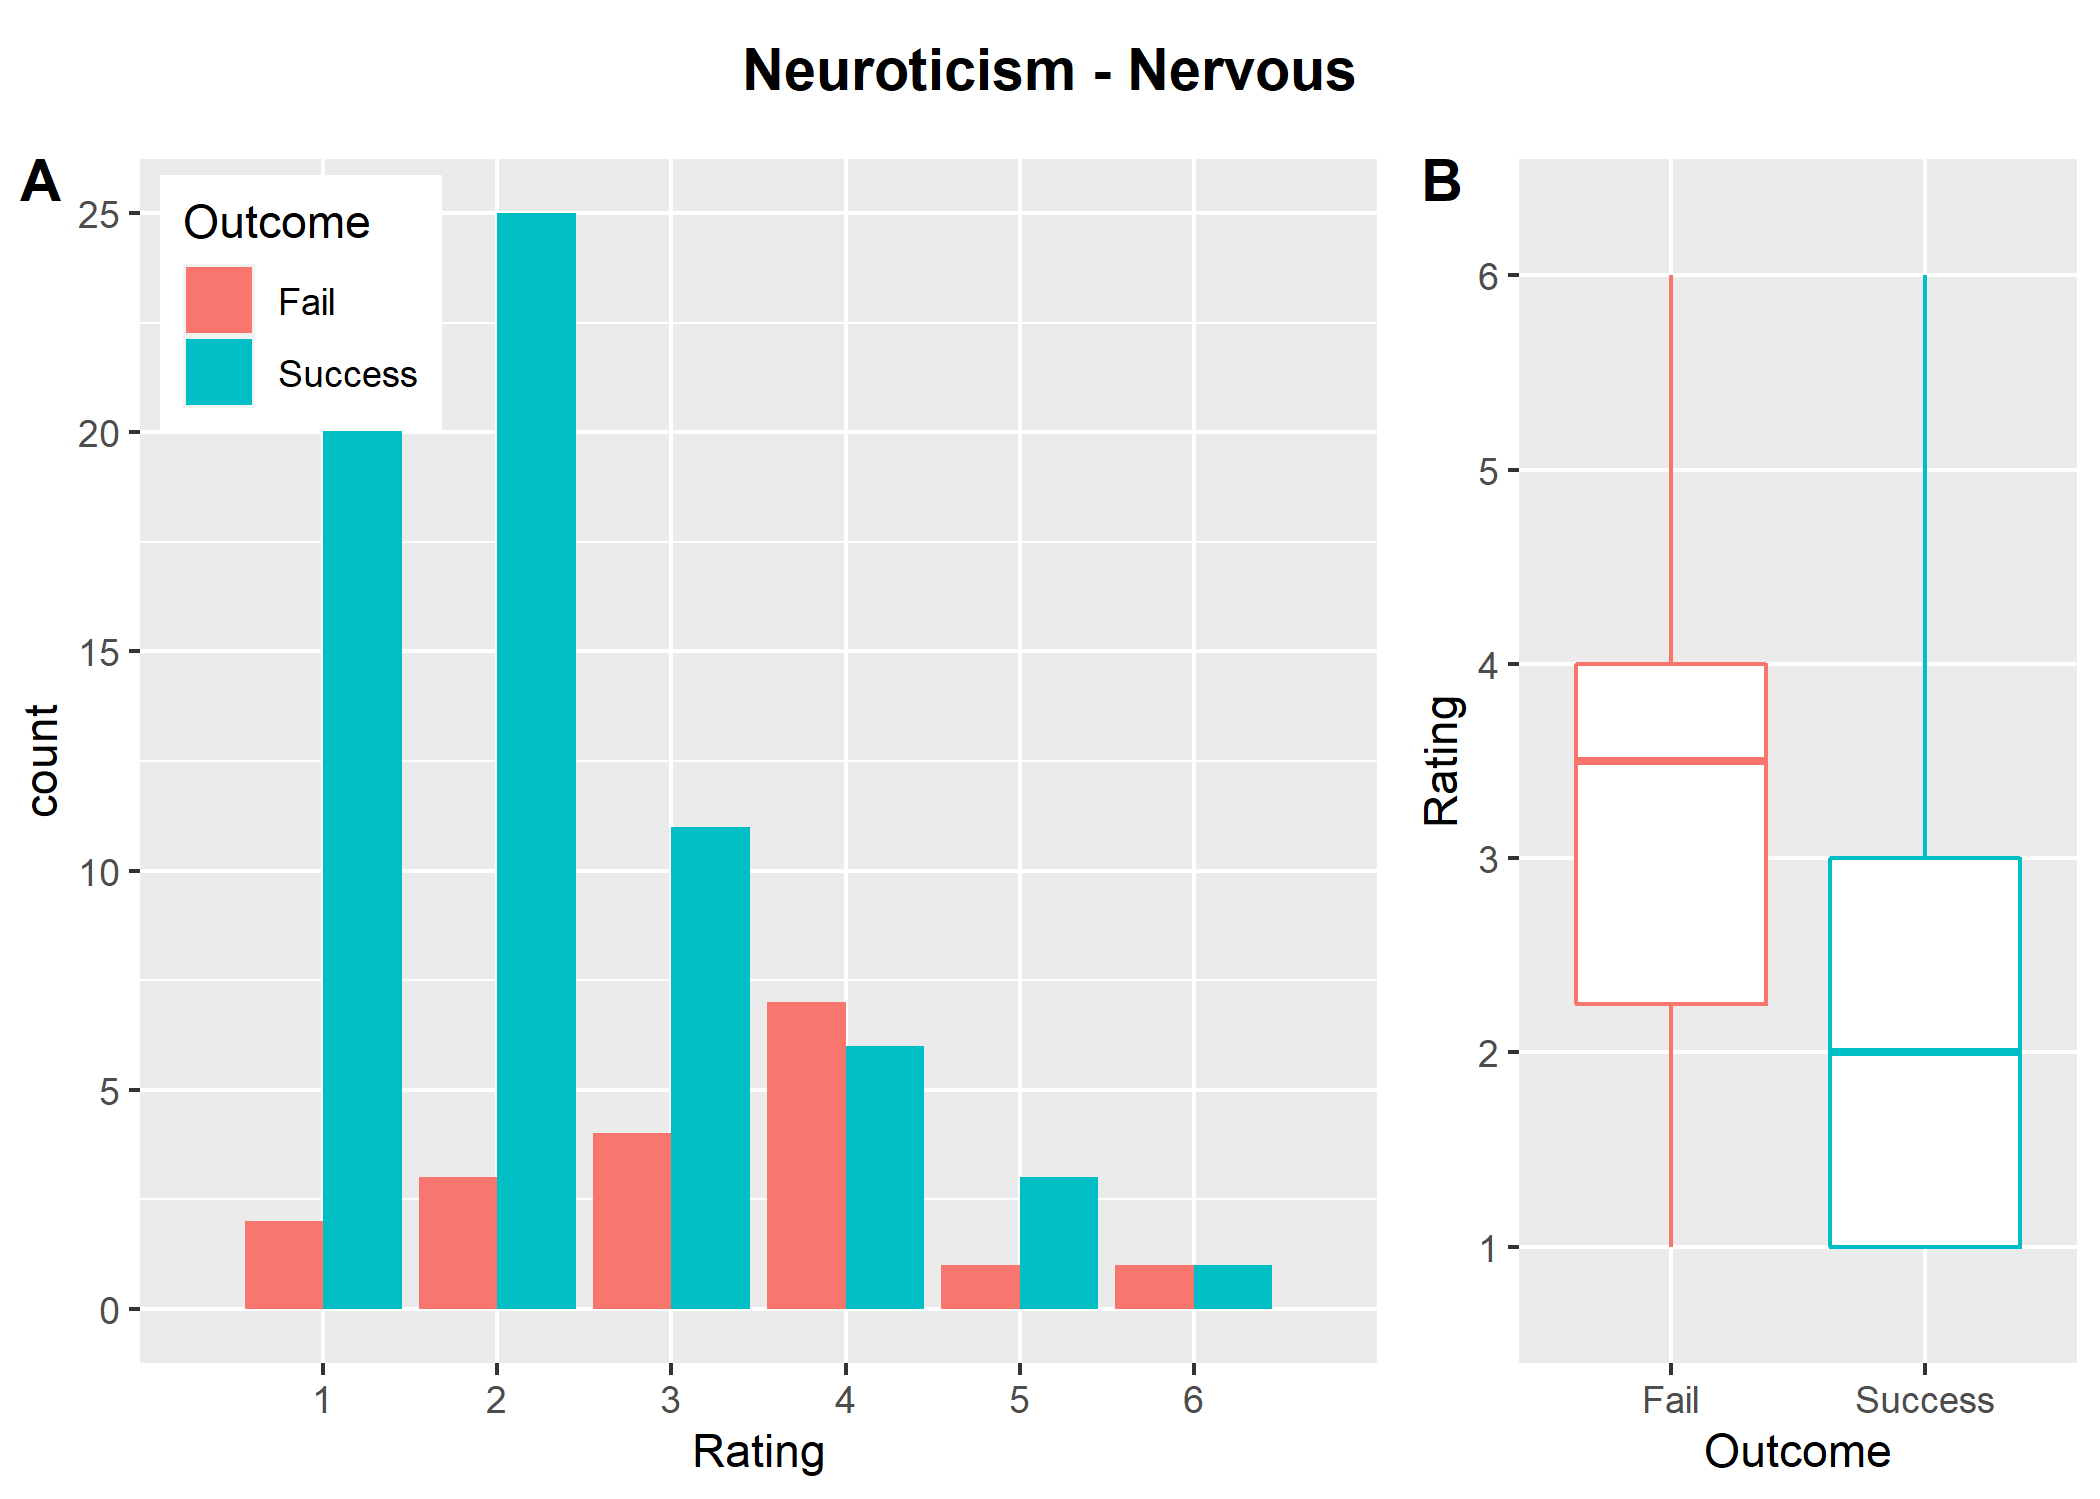 Neuroticism - Nervous
A
Outcome
Fail
Success
25
20
15
10
5
0
count
1 2 3 4 5 6
Rating
B
6
5
4
3
2
1
Rating
Fail Success
Outcome